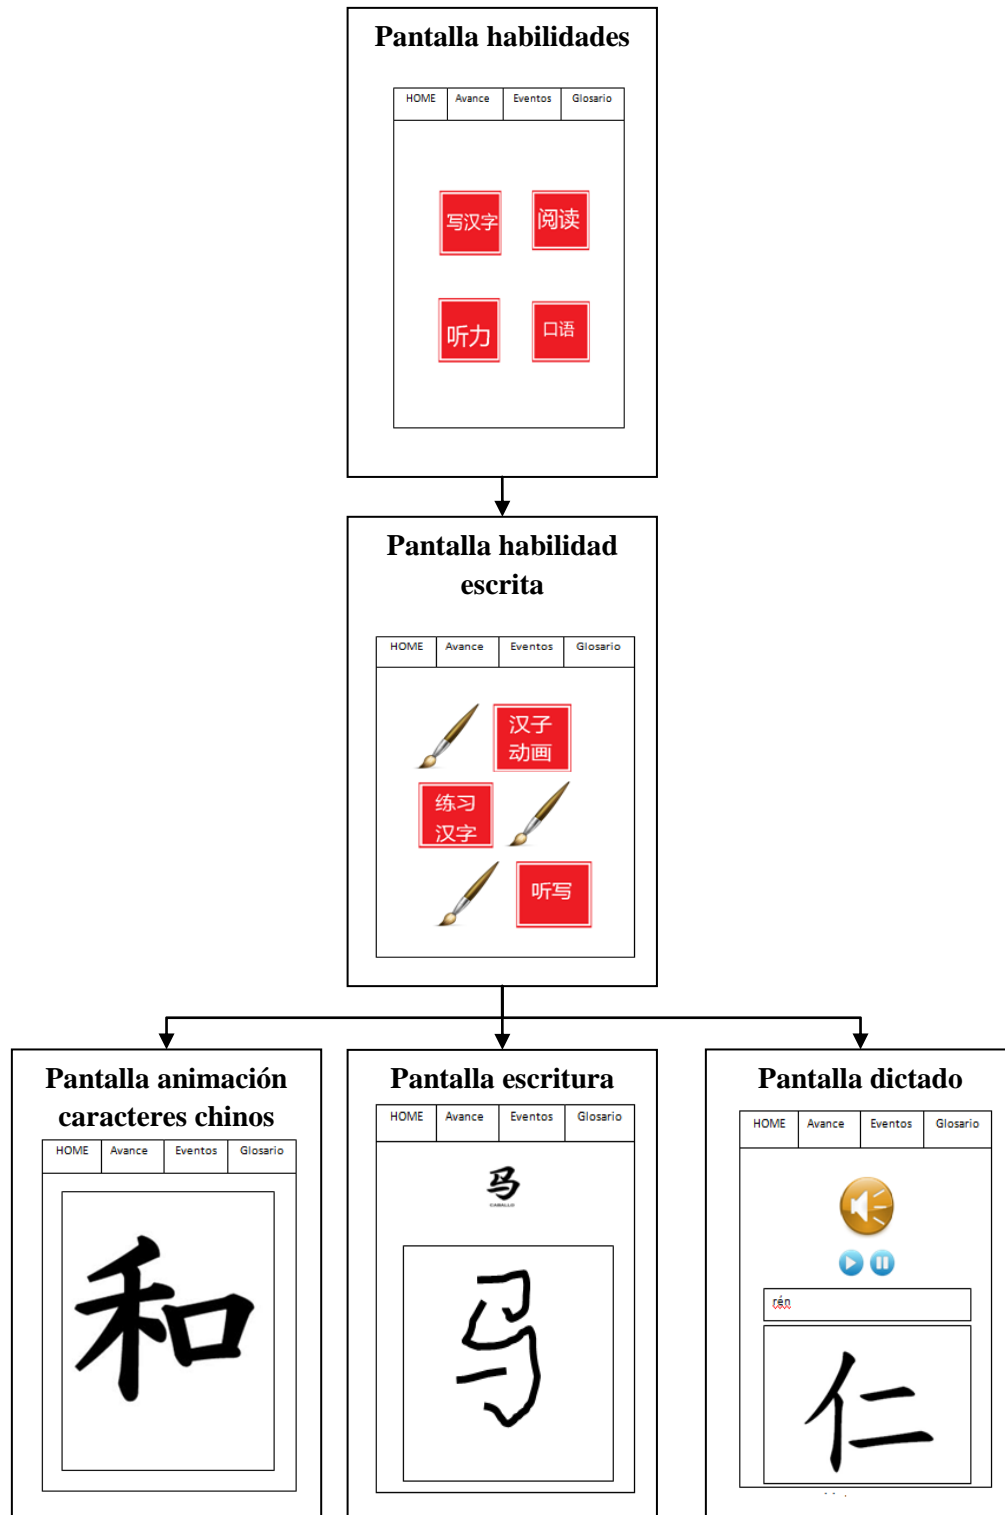 Pantalla habilidades
HOME Avance Eventos Glosario
写汉字 阅读
听力 口语
Pantalla habilidad
escrita
HOME Avance Eventos Glosario
汉子
动画
练习
汉字
听写
Pantalla animación
caracteres chinos
HOME Avance Eventos Glosario
和
Pantalla escritura
HOME Avance Eventos Glosario
马
CABALLO
马
Pantalla dictado
HOME Avance Eventos Glosario
rén
仁